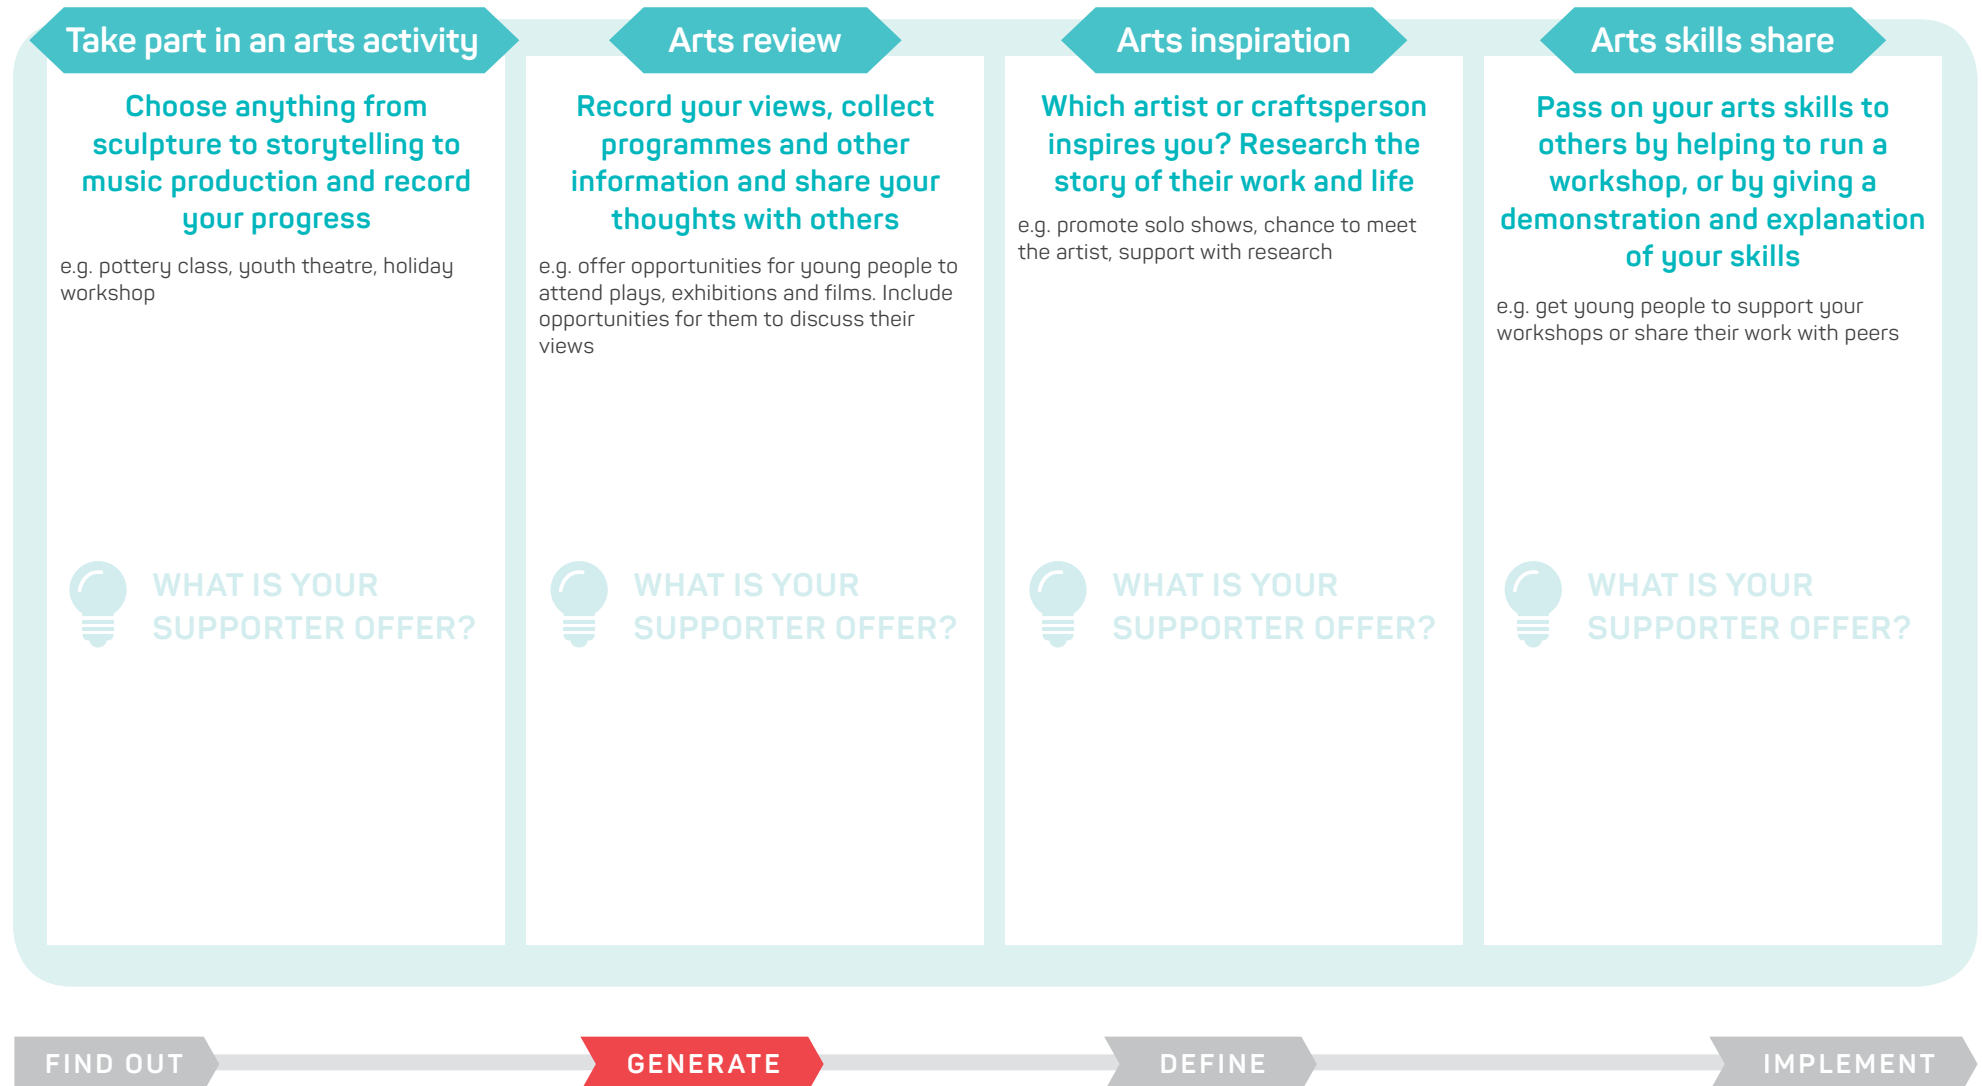 Take part in an arts activity
Choose anything from
sculpture to storytelling to
music production and record
your progress
e.g. pottery class, youth theatre, holiday
workshop
WHAT IS YOUR
SUPPORTER OFFER?
Arts review
Record your views, collect
programmes and other
information and share your
thoughts with others
e.g. offer opportunities for young people to
attend plays, exhibitions and films. Include
opportunities for them to discuss their
views
WHAT IS YOUR
SUPPORTER OFFER?
Arts inspiration
Which artist or craftsperson
inspires you? Research the
story of their work and life
e.g. promote solo shows, chance to meet
the artist, support with research
WHAT IS YOUR
SUPPORTER OFFER?
Arts skills share
Pass on your arts skills to
others by helping to run a
workshop, or by giving a
demonstration and explanation
of your skills
e.g. get young people to support your
workshops or share their work with peers
WHAT IS YOUR
SUPPORTER OFFER?
FIND OUT
GENERATE
DEFINE
IMPLEMENT